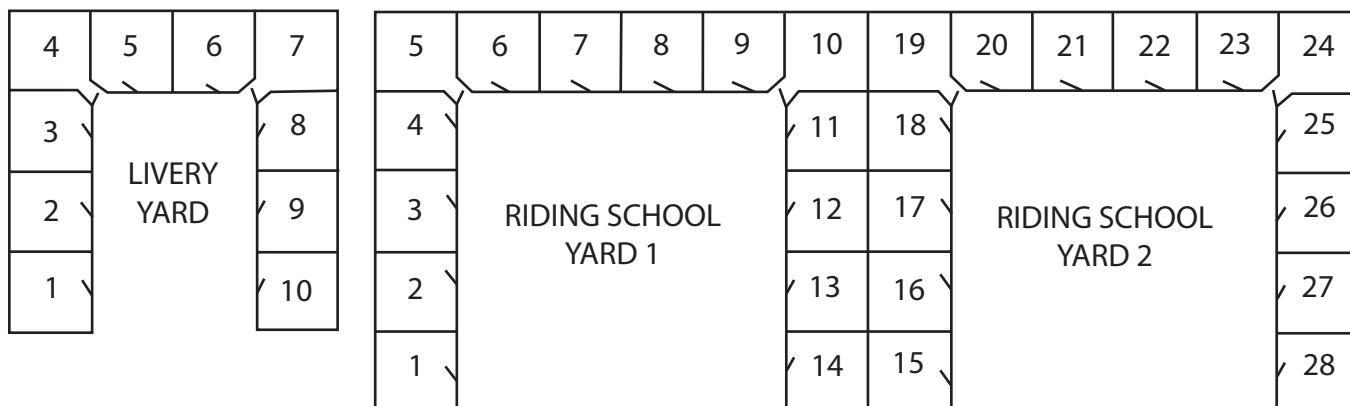 4 5 6 7
3 8
LIVERY
YARD
2 9
1 10
5 6 7 8 9 10 19 20 21 22 23 24
4 11 18 25
3 12 17 26
RIDING SCHOOL
YARD 1
RIDING SCHOOL
YARD 2
2 13 16 27
1 14 15 28